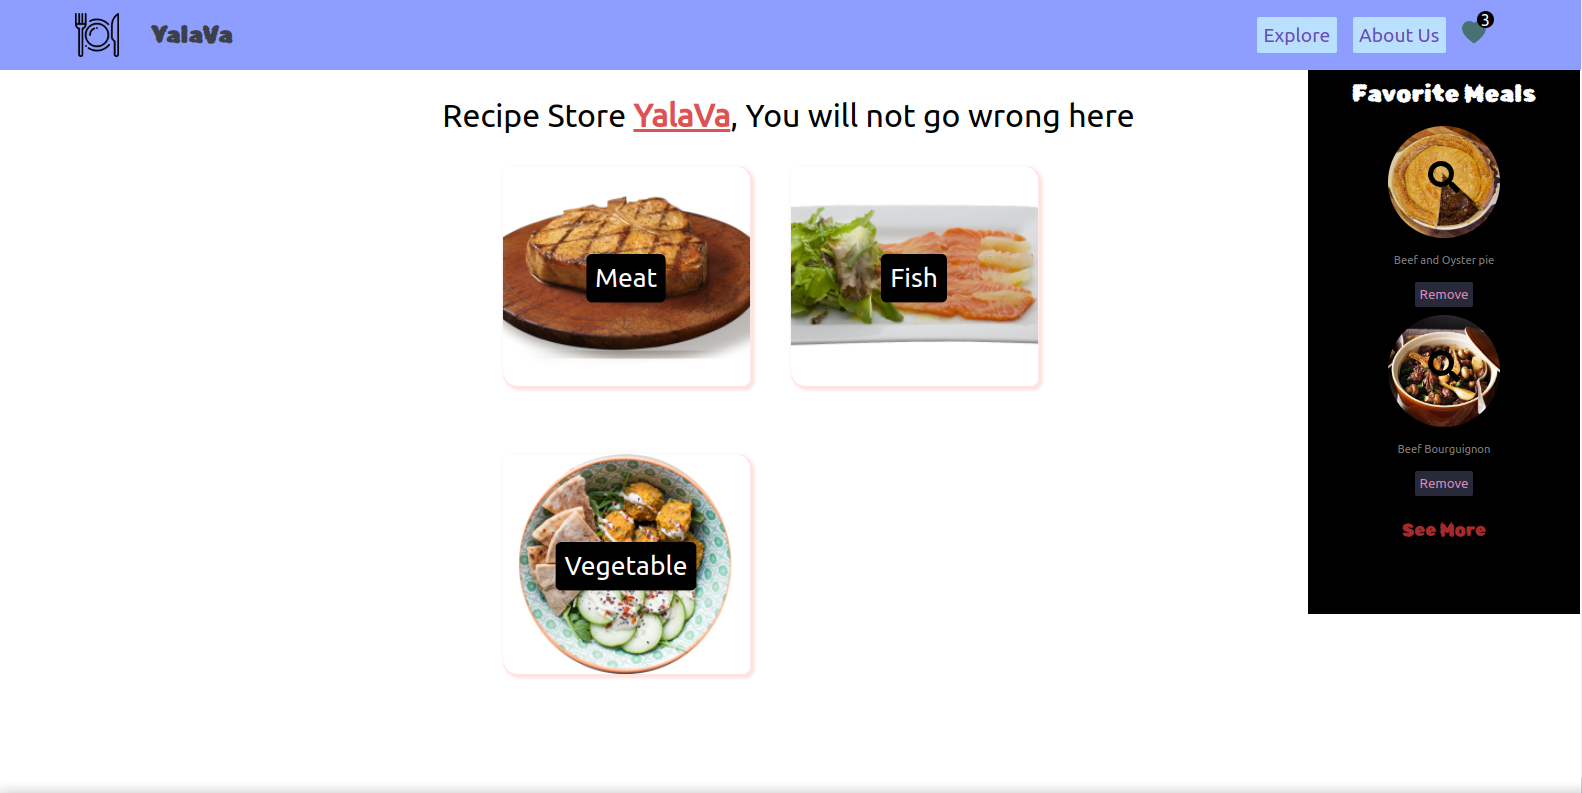 YalaVa
Explore
About Us
3
Recipe Store YalaVa, You will not go wrong here
Meat
Fish
Vegetable
Favorite Meals
Beef and Oyster pie
Remove
Beef Bourguignon
Remove
See More